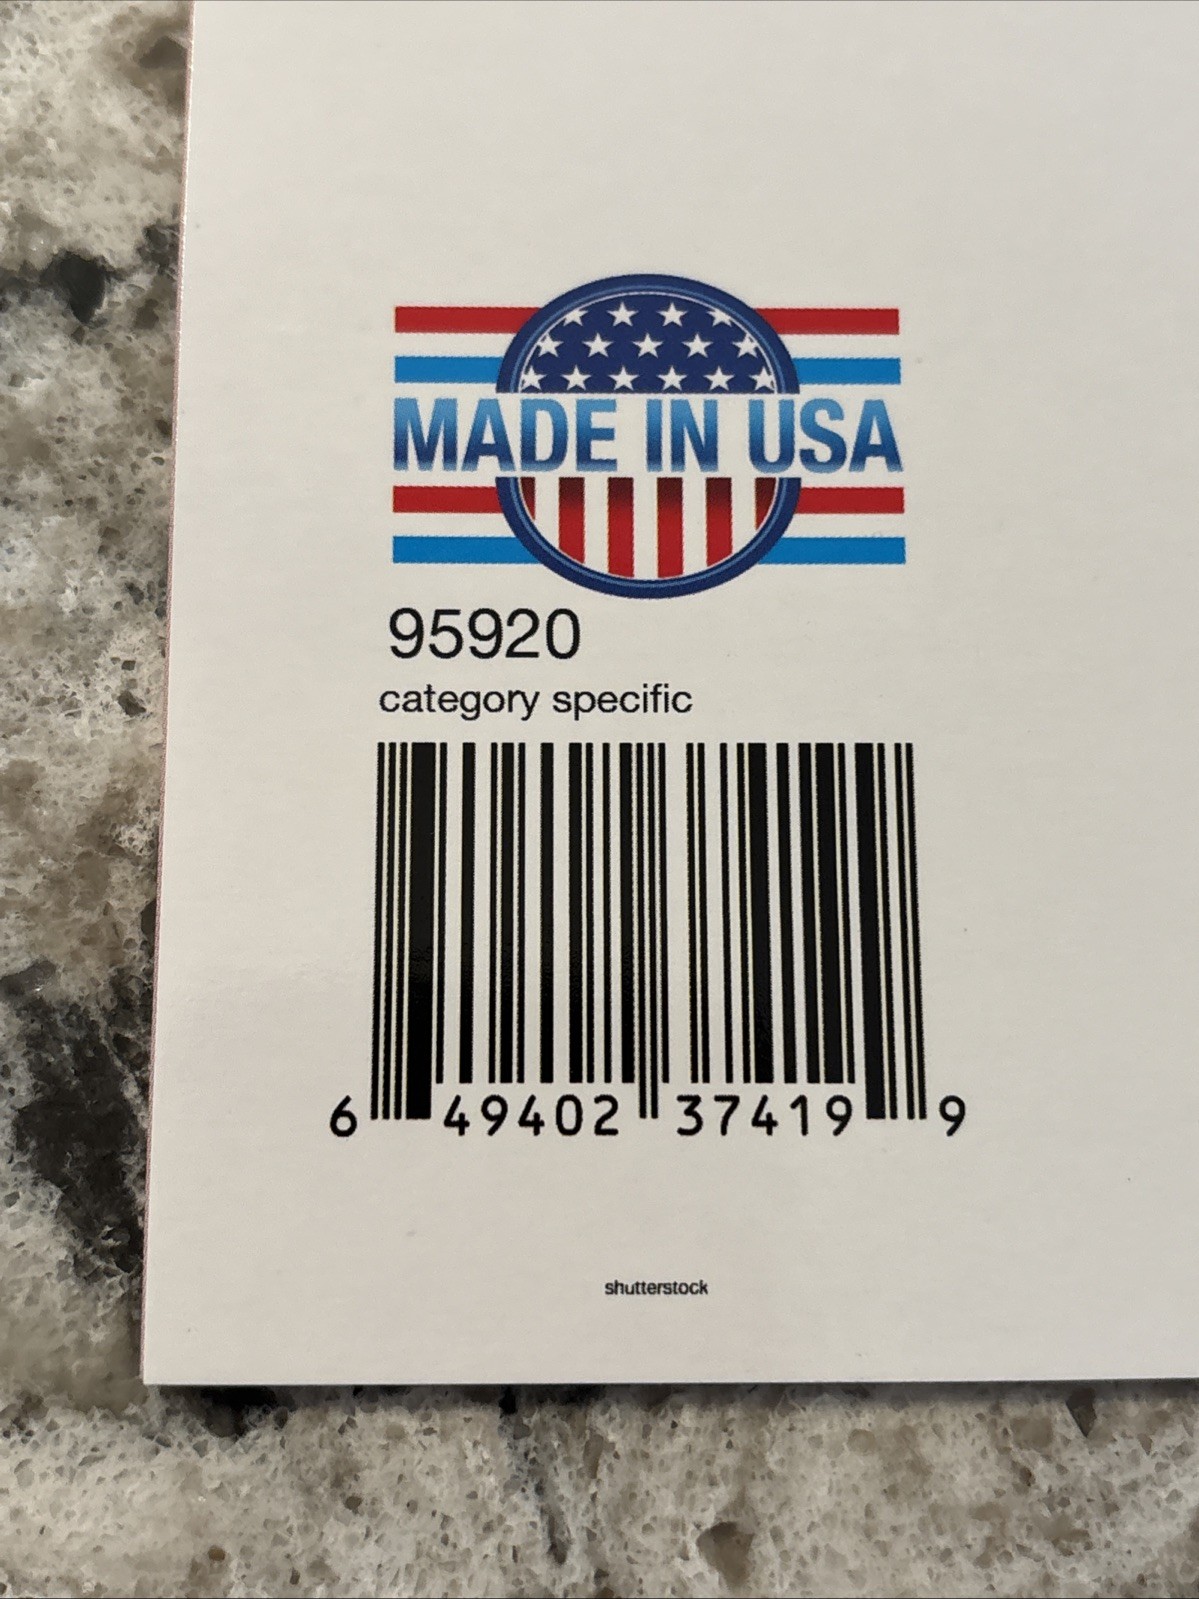 MADE IN USA
95920
category specific
6 49402 37419 9
shutterstock